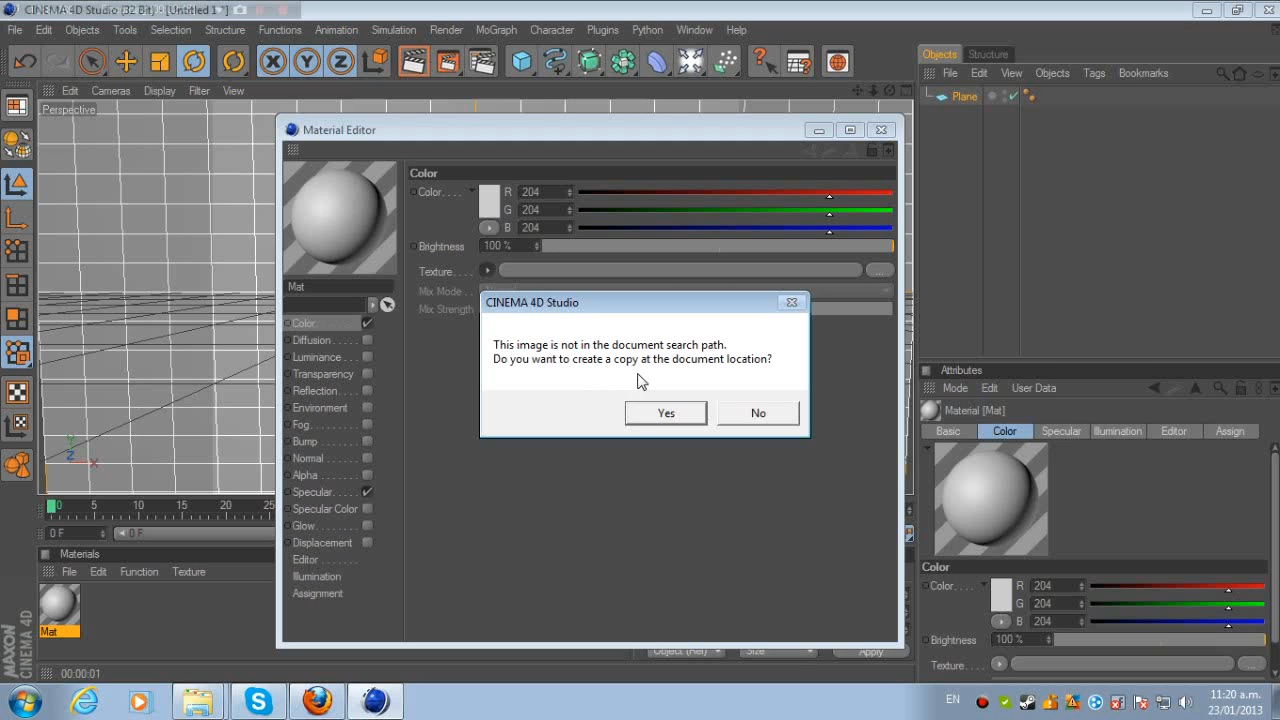 CINEMA 4D Studio (32 Bit) - [Untitled 1 *]
File Edit Objects Tools Selection Structure Functions Animation Simulation Render MoGraph Character Plugins Python Window Help
X Y Z
Objects Structure
File Edit View Objects Tags Bookmarks
Plane
Edit Cameras Display Filter View
Perspective
Material Editor
Color
Color. . . . R 204
G 204
B 204
Brightness 100 %
Texture. . . . ...
Mat
Mix Mode . .
Mix Strength
Color. . . . . . . .
Diffusion. . . . . .
Luminance. . . .
Transparency
Reflection. . . .
Environment
Fog. . . . . . . . .
Bump . . . . . . .
Normal . . . . . .
Alpha . . . . . . .
Specular. . . . .
Specular Color
Glow. . . . . . . .
Displacement
Editor
Illumination
Assignment
CINEMA 4D Studio
This image is not in the document search path.
Do you want to create a copy at the document location?
Yes No
Y
Z X
0 5 10 15 20 25
0 F 0 F
Materials
File Edit Function Texture
Mat
MAXON
CINEMA 4D
00:00:01
Object (Rel) Size Apply
Attributes
Mode Edit User Data
Material [Mat]
Basic Color Specular Illumination Editor Assign
Color
Color. . . . R 204
G 204
B 204
Brightness 100 %
Texture. . . . ...
EN 11:20 a.m.
23/01/2013